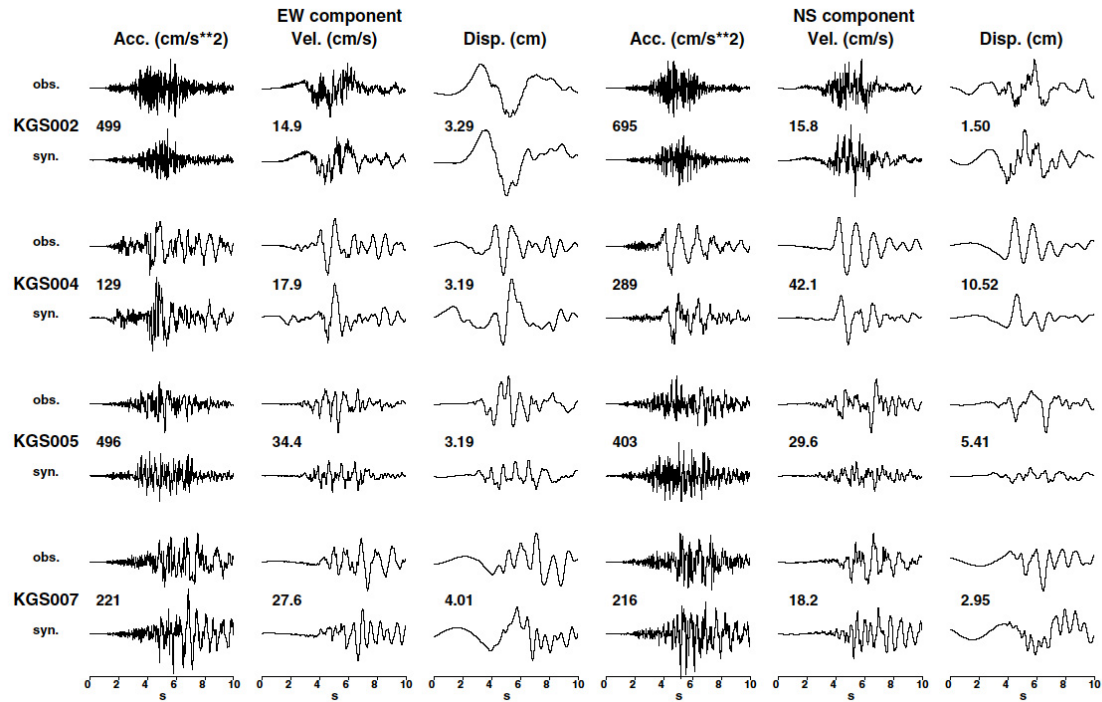 EW component NS component
Acc. (cm/s**2) Vel. (cm/s) Disp. (cm) Acc. (cm/s**2) Vel. (cm/s) Disp. (cm)
obs.
KGS002 499 14.9 3.29 695 15.8 1.50
syn.
obs.
KGS004 129 17.9 3.19 289 42.1 10.52
syn.
obs.
KGS005 496 34.4 3.19 403 29.6 5.41
syn.
obs.
KGS007 221 27.6 4.01 216 18.2 2.95
syn.
0 2 4 6 8 10 0 2 4 6 8 10 0 2 4 6 8 10 0 2 4 6 8 10 0 2 4 6 8 10 0 2 4 6 8 10
s s s s s s